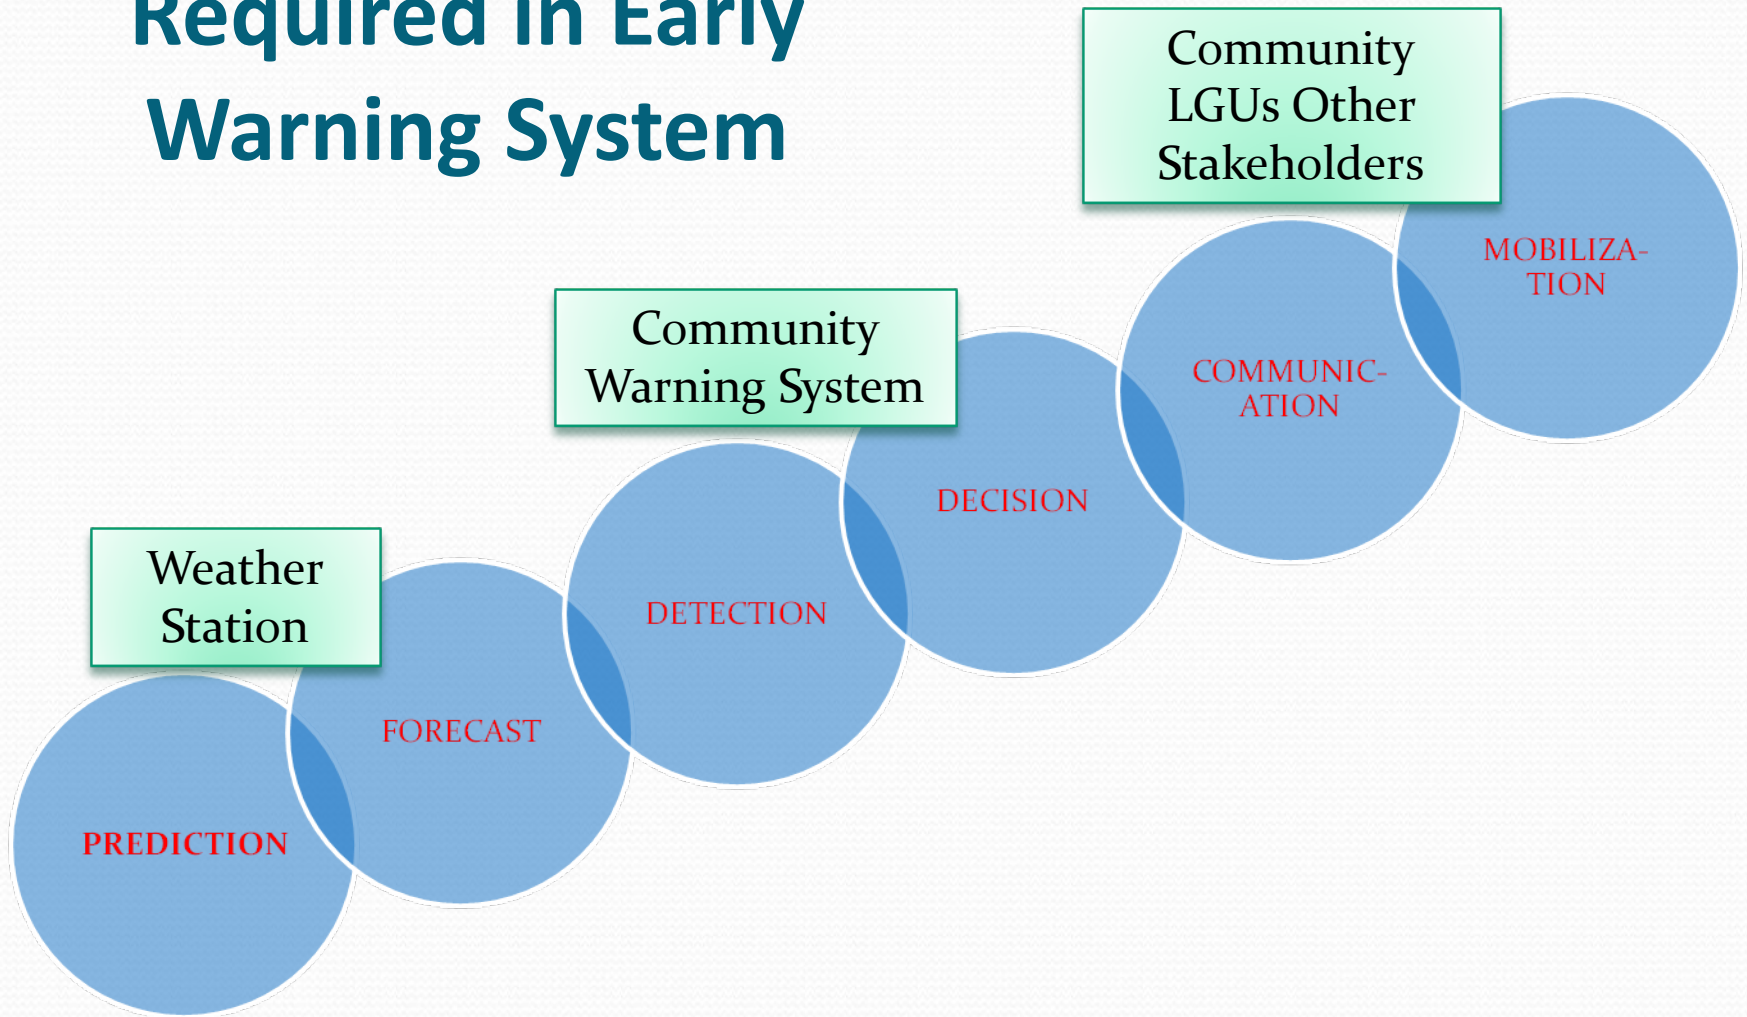 Required in Early
Warning System
Community
LGUs Other
Stakeholders
MOBILIZA-
TION
Community
Warning System
COMMUNIC-
ATION
DECISION
Weather
Station
DETECTION
FORECAST
PREDICTION